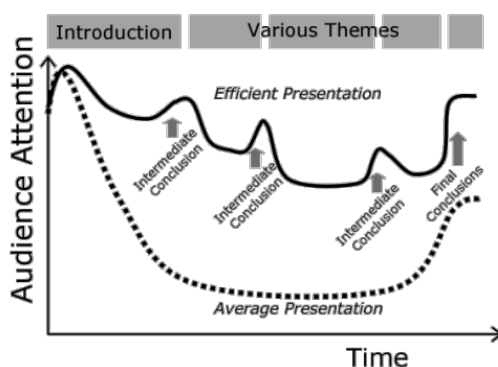 Introduction
Various Themes
Efficient Presentation
Intermediate
Conclusion
Intermediate
Conclusion
Intermediate
Conclusion
Final
Conclusions
Average Presentation
Audience Attention
Time